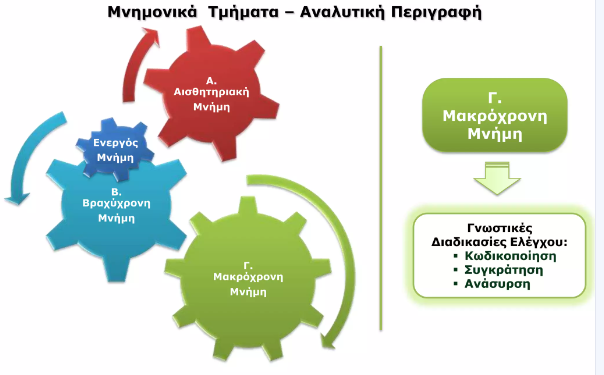 Μνημονικά Τμήματα – Αναλυτική Περιγραφή
Α.
Αισθητηριακή
Μνήμη
Ενεργός
Μνήμη
Β.
Βραχύχρονη
Μνήμη
Γ.
Μακρόχρονη
Μνήμη
Γ.
Μακρόχρονη
Μνήμη
Γνωστικές
Διαδικασίες Ελέγχου:
▪ Κωδικοποίηση
▪ Συγκράτηση
▪ Ανάσυρση